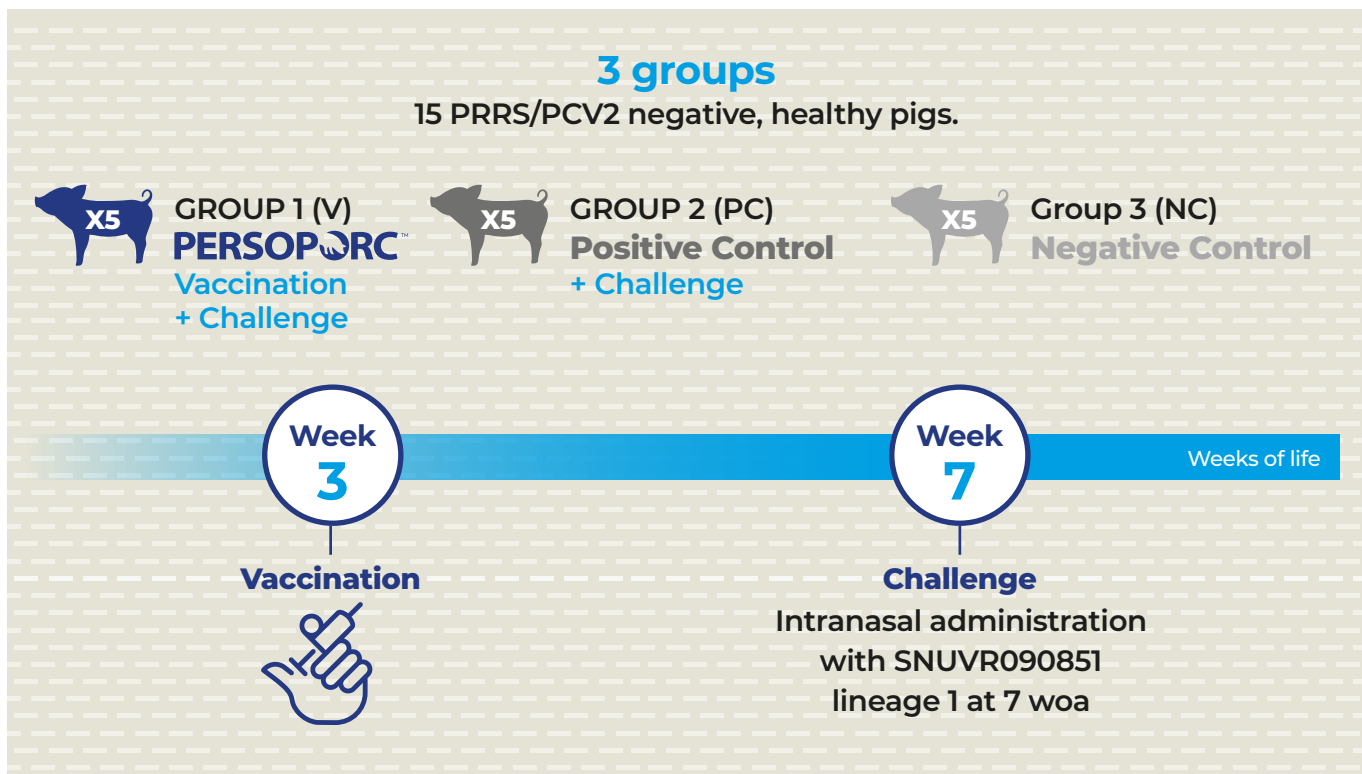 3 groups
15 PRRS/PCV2 negative, healthy pigs.
X5
GROUP 1 (V)
PERSOPORC™
Vaccination
+ Challenge
X5
GROUP 2 (PC)
Positive Control
+ Challenge
X5
Group 3 (NC)
Negative Control
Week
3
Week
7
Weeks of life
Vaccination
Challenge
Intranasal administration
with SNUVR090851
lineage 1 at 7 woa